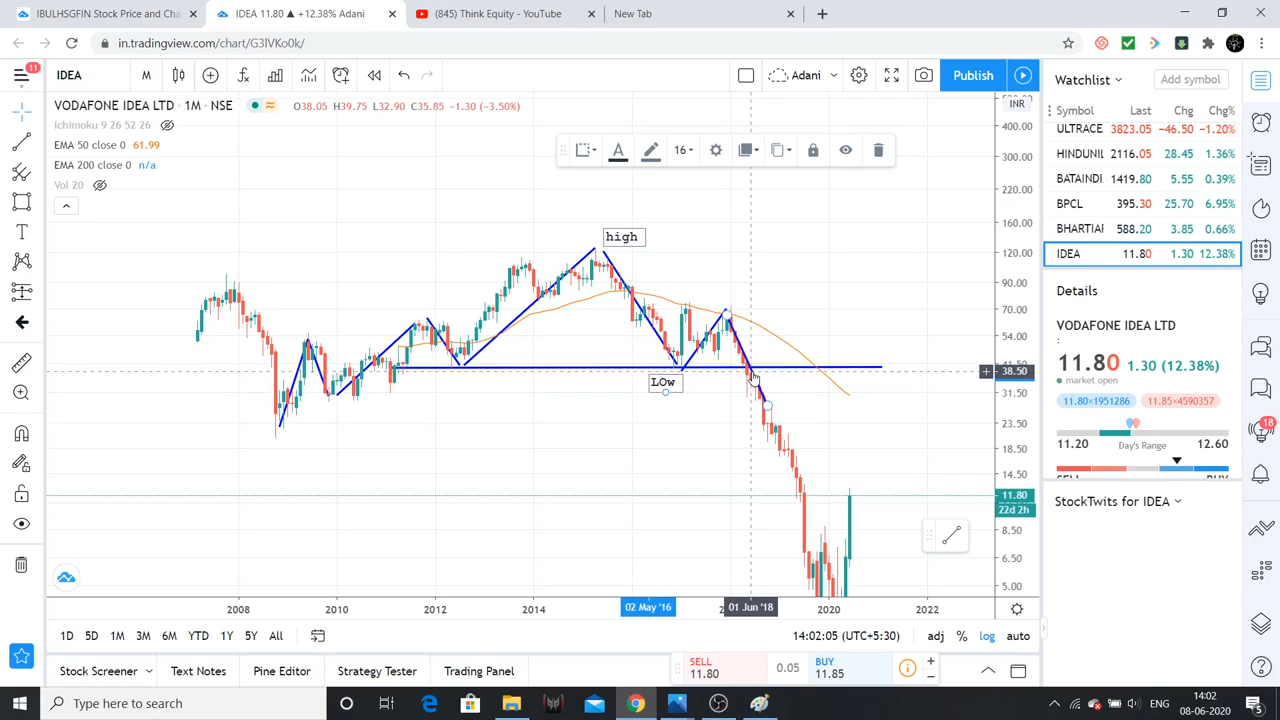 IBULHSGFIN Stock Price and Cha
IDEA 11.80 ▲ +12.38% Adani
(845) Think Equity - YouTube
New Tab
in.tradingview.com/chart/G3lVKo0k/
11
IDEA
M
Adani
Publish
Watchlist
Add symbol
VODAFONE IDEA LTD · 1M · NSE
O38.05 H39.75 L32.90 C35.85 −1.30 (−3.50%)
INR
Symbol Last Chg Chg%
Ichimoku 9 26 52 26
EMA 50 close 0 61.99
EMA 200 close 0 n/a
Vol 20
16
ULTRACE 3823.05 −46.50 −1.20%
HINDUNIL 2116.05 28.45 1.36%
BATAINDI 1419.80 5.55 0.39%
BPCL 395.30 25.70 6.95%
BHARTIAR 588.20 3.85 0.66%
IDEA 11.80 1.30 12.38%
400.00
300.00
220.00
160.00
120.00
90.00
70.00
54.00
38.50
31.50
23.50
18.50
14.50
11.80
22d 2h
8.50
6.50
5.00
high
LOw
Details
VODAFONE IDEA LTD
:
11.80 1.30 (12.38%)
market open
11.80×1951286
11.85×4590357
11.20 Day's Range 12.60
18
StockTwits for IDEA
2008 2010 2012 2014 02 May '16 01 Jun '18 2020 2022
1D 5D 1M 3M 6M YTD 1Y 5Y All
14:02:05 (UTC+5:30)
adj % log auto
Stock Screener
Text Notes
Pine Editor
Strategy Tester
Trading Panel
SELL
11.80
0.05
BUY
11.85
Type here to search
ENG
14:02
08-06-2020
5